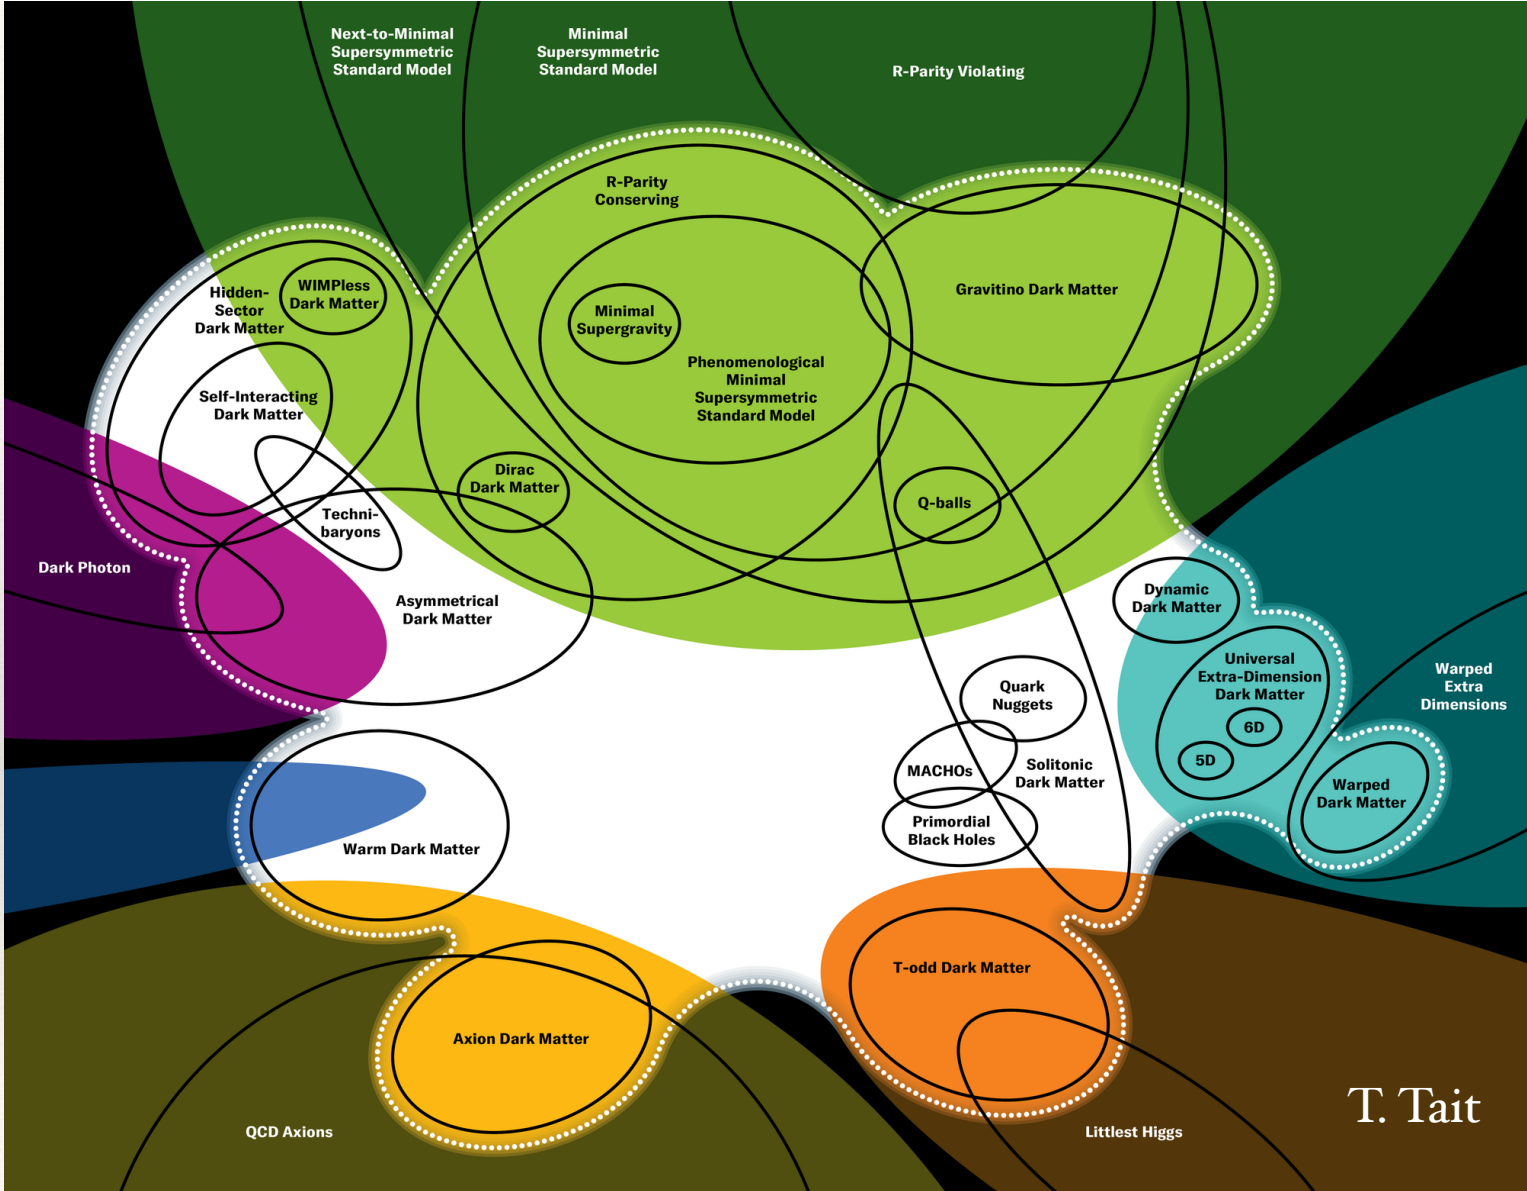 Next-to-Minimal
Supersymmetric
Standard Model
Minimal
Supersymmetric
Standard Model
R-Parity Violating
R-Parity
Conserving
WIMPless
Dark Matter
Hidden-
Sector
Dark Matter
Minimal
Supergravity
Gravitino Dark Matter
Phenomenological
Minimal
Supersymmetric
Standard Model
Self-Interacting
Dark Matter
Dirac
Dark Matter
Q-balls
Techni-
baryons
Dark Photon
Asymmetrical
Dark Matter
Dynamic
Dark Matter
Universal
Extra-Dimension
Dark Matter
6D
5D
Warped
Extra
Dimensions
Quark
Nuggets
MACHOs
Solitonic
Dark Matter
Warped
Dark Matter
Primordial
Black Holes
Warm Dark Matter
T-odd Dark Matter
Axion Dark Matter
QCD Axions
Littlest Higgs
T. Tait